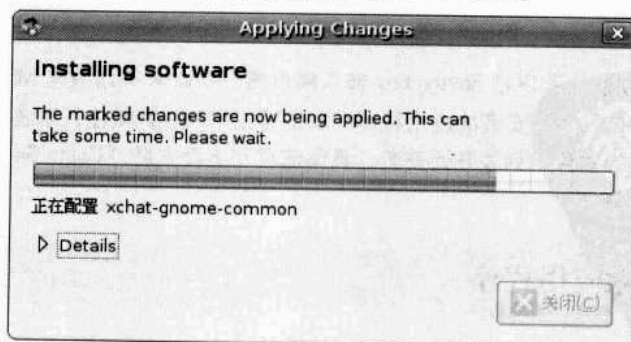 Applying Changes
Installing software
The marked changes are now being applied. This can
take some time. Please wait.
正在配置 xchat-gnome-common
Details
关闭(C)